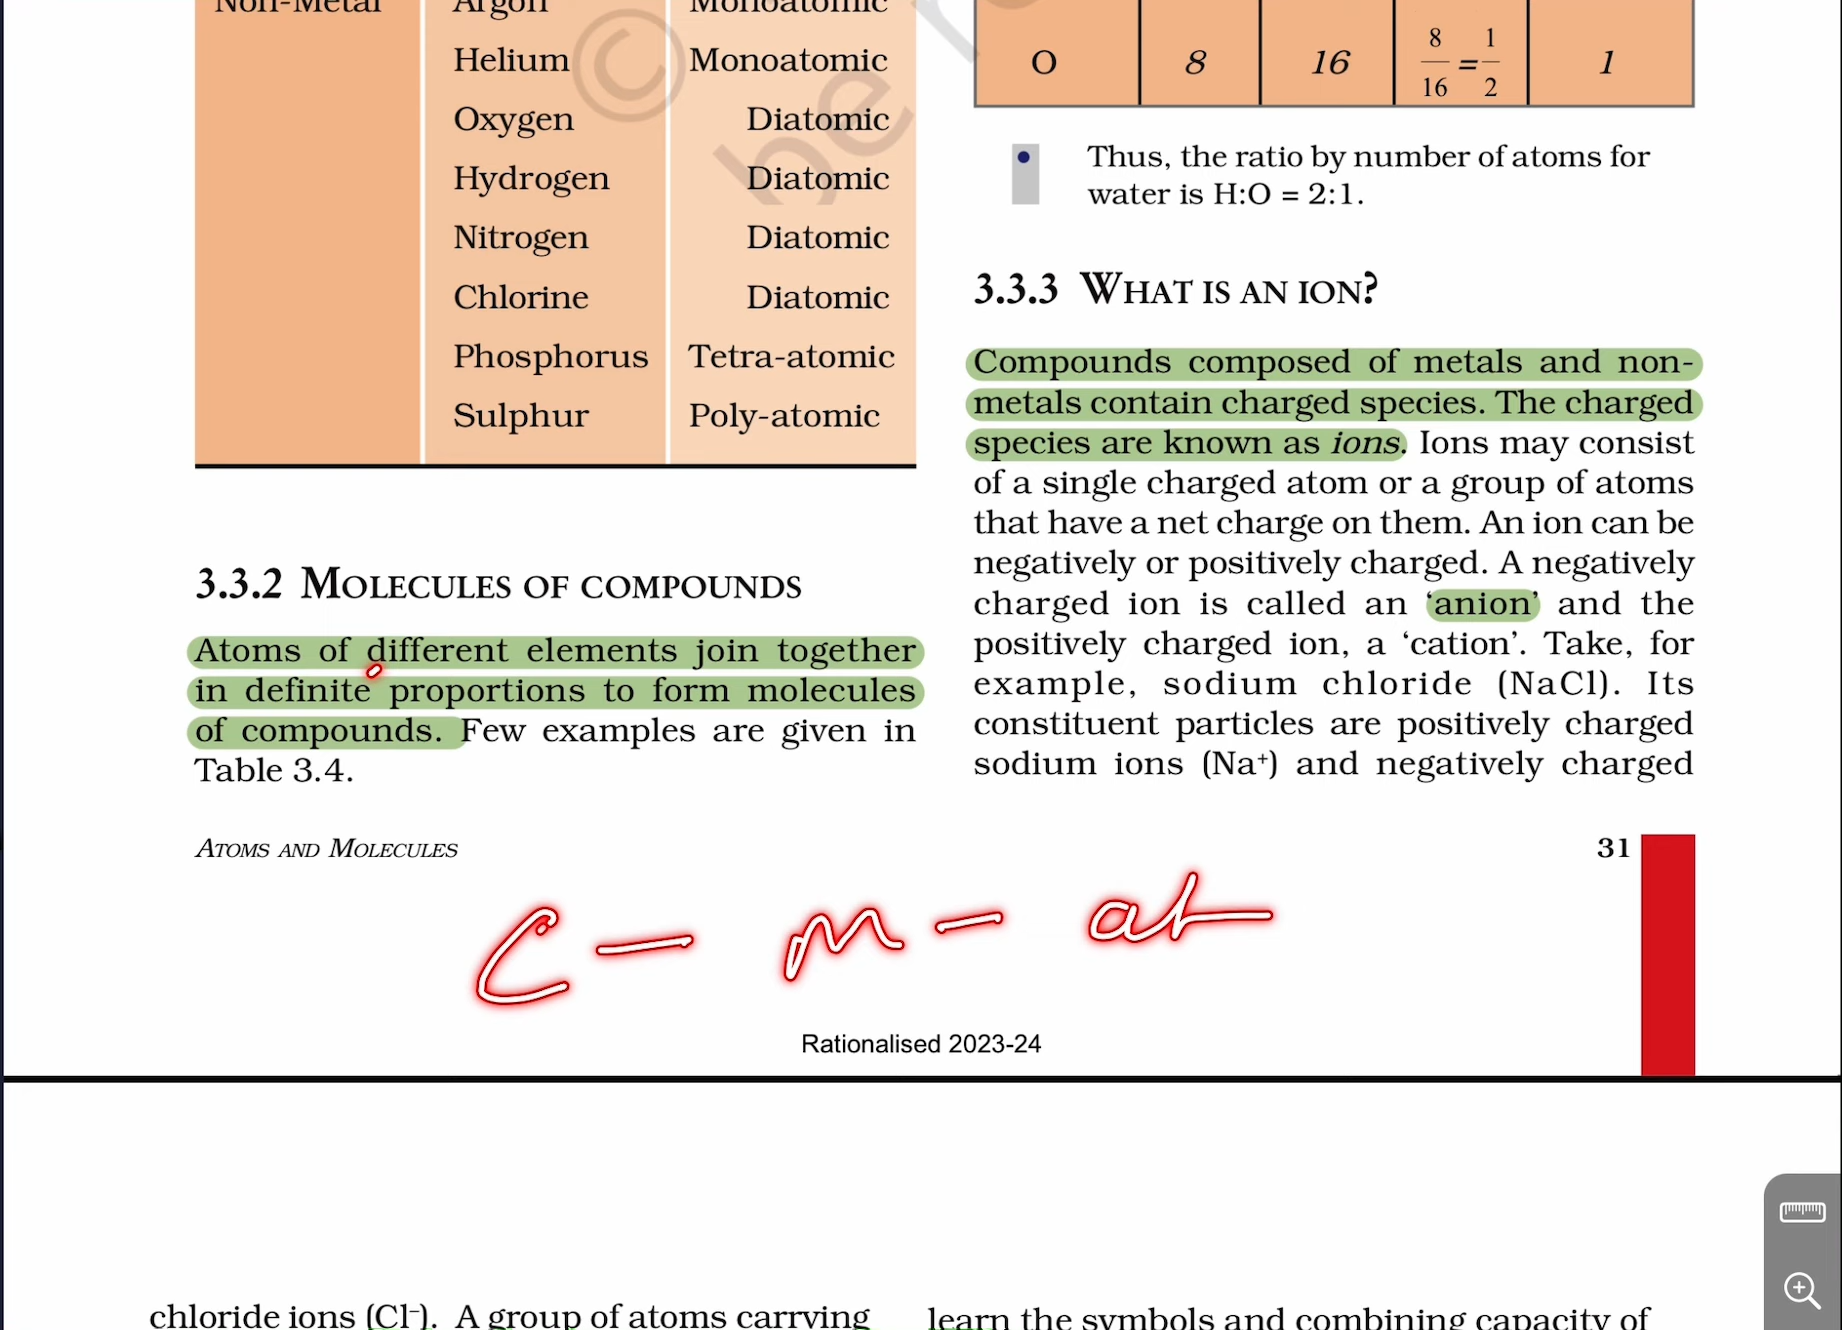 Non-Metal Argon Monoatomic
Helium Monoatomic
Oxygen Diatomic
Hydrogen Diatomic
Nitrogen Diatomic
Chlorine Diatomic
Phosphorus Tetra-atomic
Sulphur Poly-atomic
3.3.2 MOLECULES OF COMPOUNDS
Atoms of different elements join together
in definite proportions to form molecules
of compounds. Few examples are given in
Table 3.4.
O 8 16 8/16 = 1/2 1
• Thus, the ratio by number of atoms for
water is H:O = 2:1.
3.3.3 WHAT IS AN ION?
Compounds composed of metals and non-
metals contain charged species. The charged
species are known as ions. Ions may consist
of a single charged atom or a group of atoms
that have a net charge on them. An ion can be
negatively or positively charged. A negatively
charged ion is called an ‘anion’ and the
positively charged ion, a ‘cation’. Take, for
example, sodium chloride (NaCl). Its
constituent particles are positively charged
sodium ions (Na⁺) and negatively charged
ATOMS AND MOLECULES 31
C — m — at
Rationalised 2023-24
chloride ions (Cl⁻). A group of atoms carrying
learn the symbols and combining capacity of